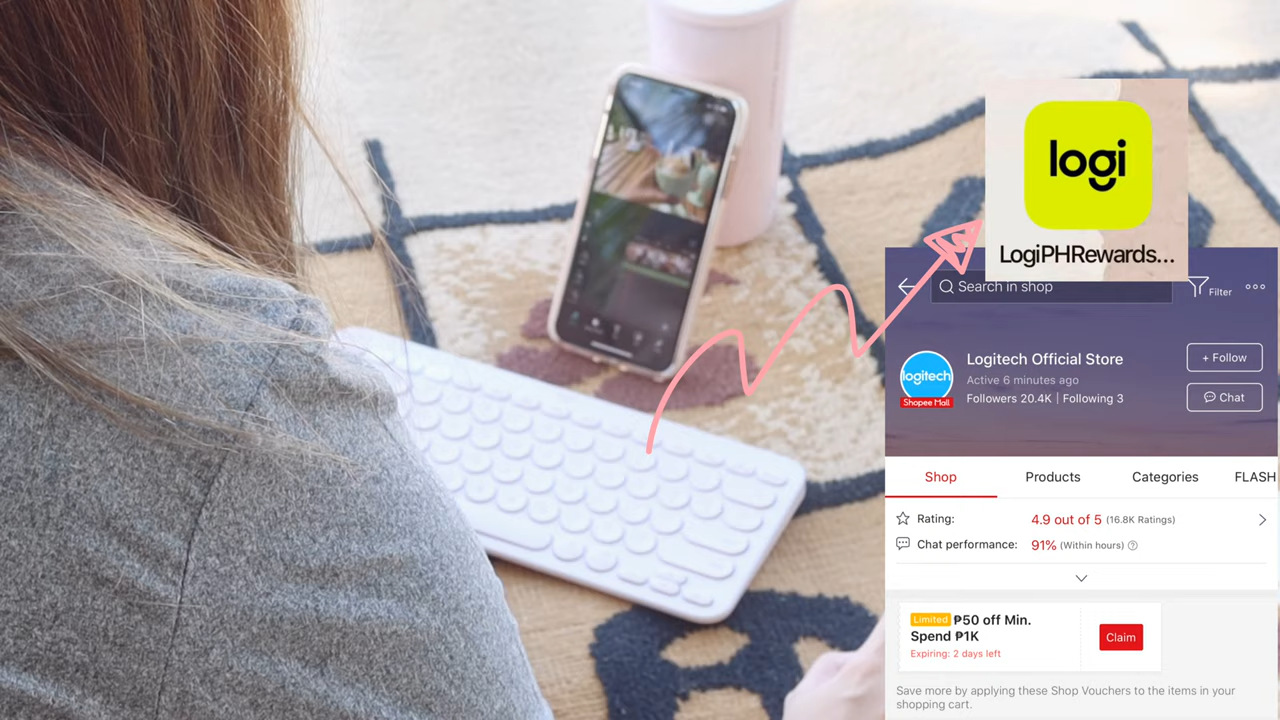 logi
LogiPHRewards...
Search in shop
Filter
logitech
Shopee Mall
Logitech Official Store
Active 6 minutes ago
Followers 20.4K | Following 3
+ Follow
Chat
Shop Products Categories FLASH
Rating: 4.9 out of 5 (16.8K Ratings)
Chat performance: 91% (Within hours)
Limited ₱50 off Min.
Spend ₱1K
Expiring: 2 days left
Claim
Save more by applying these Shop Vouchers to the items in your
shopping cart.